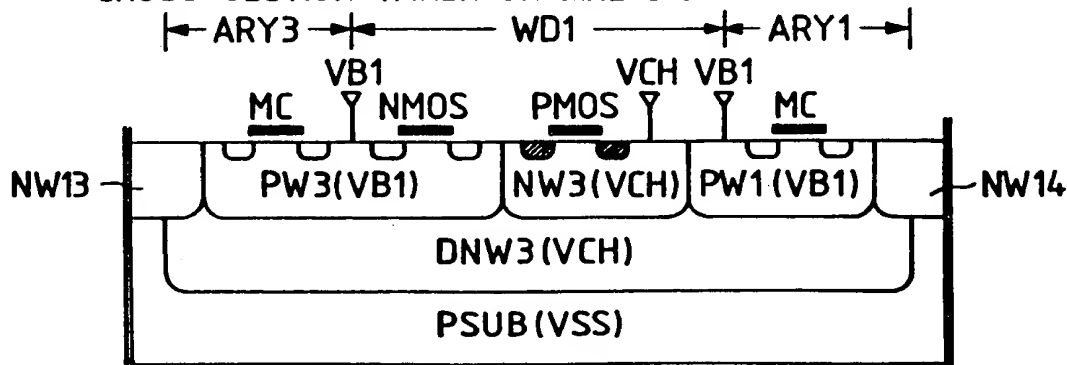 ARY3 WD1 ARY1
VB1 VCH VB1
MC NMOS PMOS MC
NW13 PW3(VB1) NW3(VCH) PW1(VB1) NW14
DNW3(VCH)
PSUB(VSS)